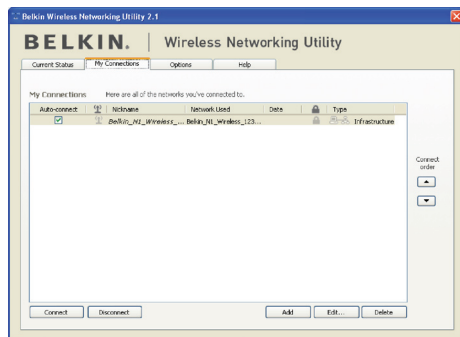 Belkin Wireless Networking Utility 2.1
BELKIN. | Wireless Networking Utility
Current Status My Connections Options Help
My Connections Here are all of the networks you've connected to.
Auto-connect Nickname Network Used Date Type
Belkin_N1_Wireless_... Belkin_N1_Wireless_123... Infrastructure
Connect
order
Connect Disconnect Add Edit... Delete